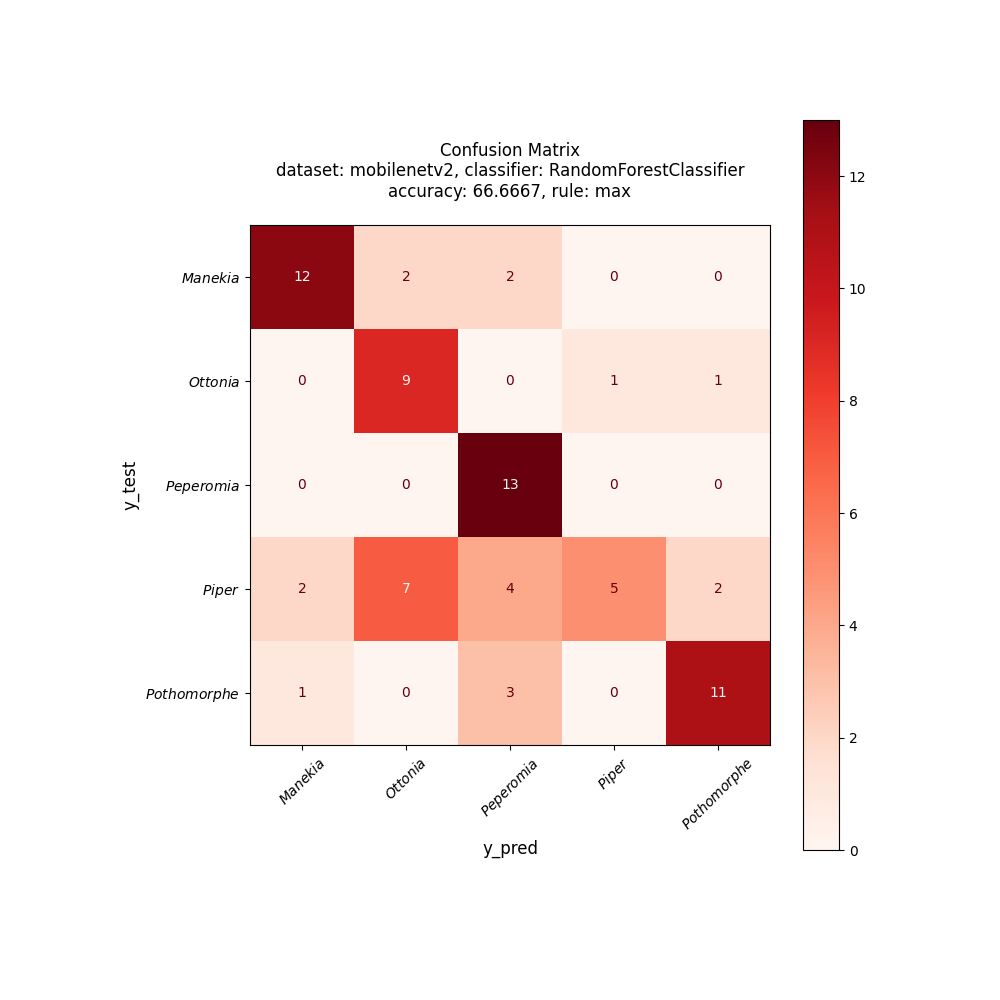 Confusion Matrix
dataset: mobilenetv2, classifier: RandomForestClassifier
accuracy: 66.6667, rule: max
y_test
Manekia 12 2 2 0 0
Ottonia 0 9 0 1 1
Peperomia 0 0 13 0 0
Piper 2 7 4 5 2
Pothomorphe 1 0 3 0 11
Manekia Ottonia Peperomia Piper Pothomorphe
y_pred
12
10
8
6
4
2
0